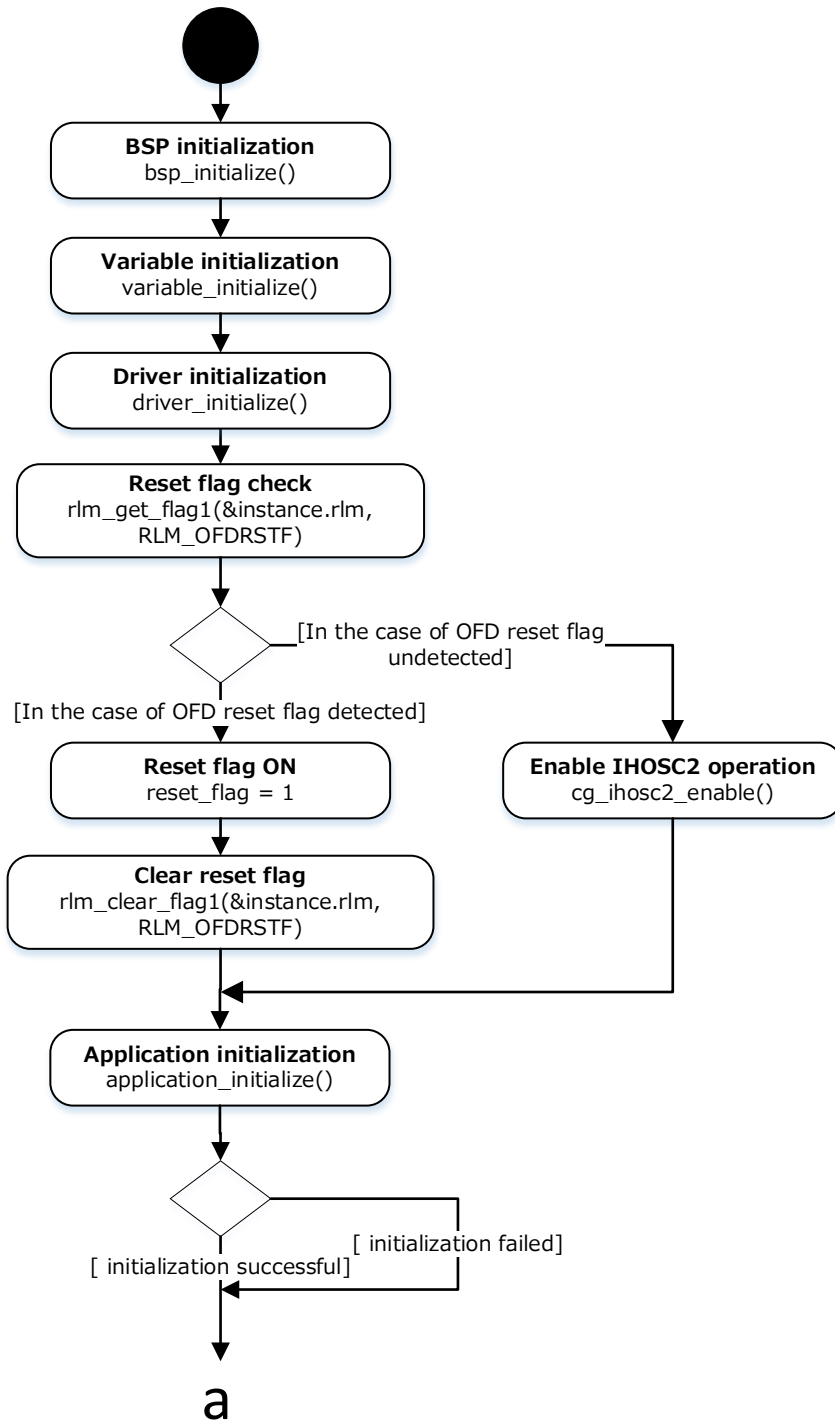 BSP initialization
bsp_initialize()
Variable initialization
variable_initialize()
Driver initialization
driver_initialize()
Reset flag check
rlm_get_flag1(&instance.rlm,
RLM_OFDRSTF)
[In the case of OFD reset flag
undetected]
[In the case of OFD reset flag detected]
Reset flag ON
reset_flag = 1
Enable IHOSC2 operation
cg_ihosc2_enable()
Clear reset flag
rlm_clear_flag1(&instance.rlm,
RLM_OFDRSTF)
Application initialization
application_initialize()
[ initialization failed]
[ initialization successful]
a